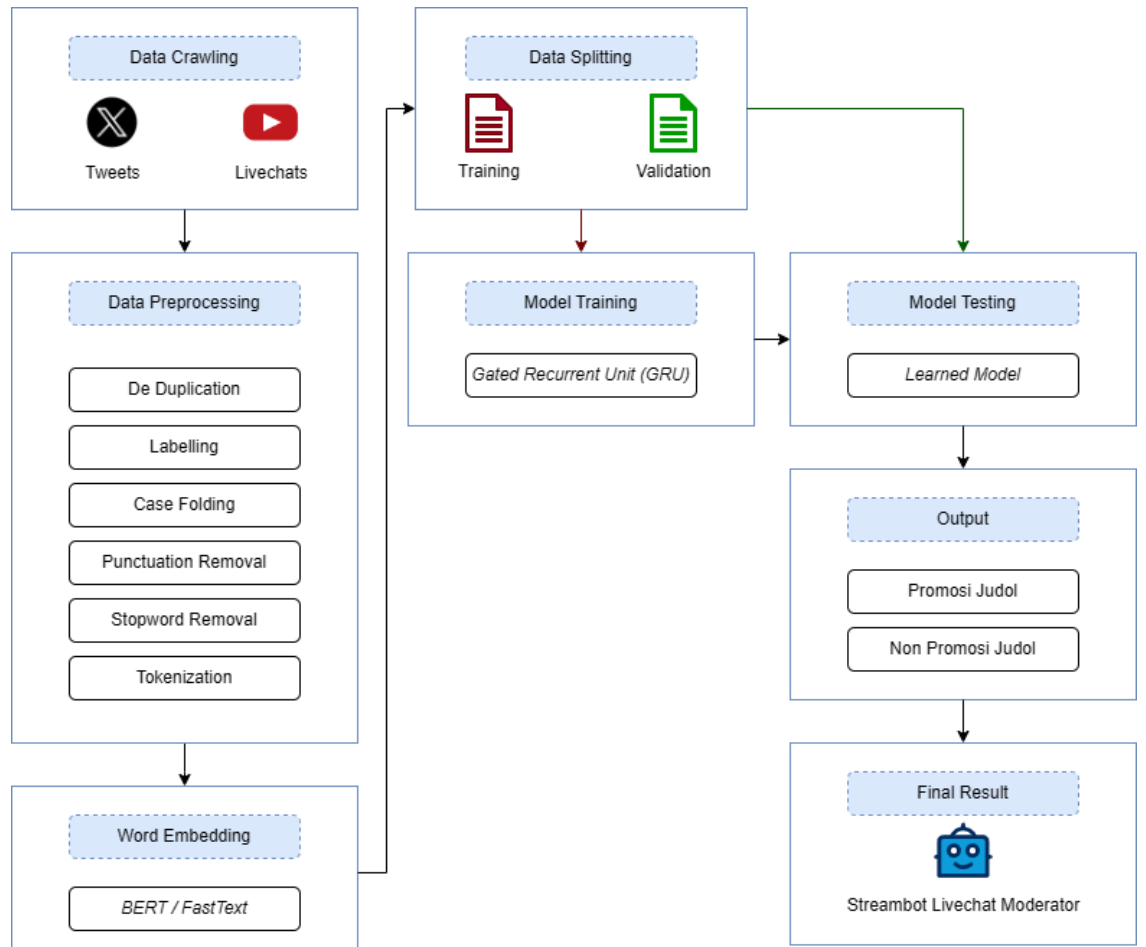 Data Crawling
Tweets
Livechats
Data Preprocessing
De Duplication
Labelling
Case Folding
Punctuation Removal
Stopword Removal
Tokenization
Word Embedding
BERT / FastText
Data Splitting
Training
Validation
Model Training
Gated Recurrent Unit (GRU)
Model Testing
Learned Model
Output
Promosi Judol
Non Promosi Judol
Final Result
Streambot Livechat Moderator